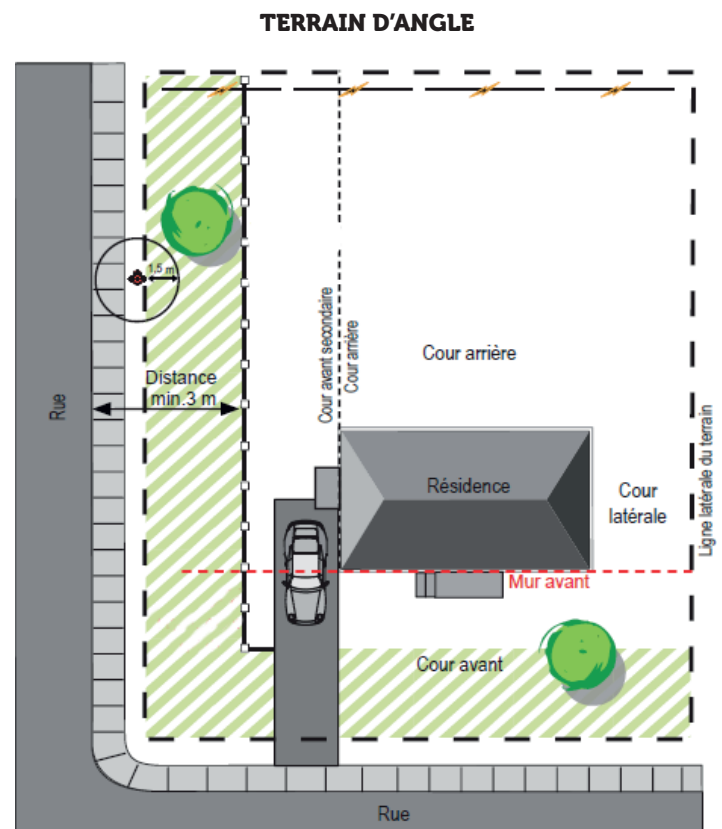 TERRAIN D'ANGLE
1,5 m
Cour avant secondaire
Cour arrière
Cour arrière
Distance
min.3 m
Rue
Résidence
Cour
latérale
Ligne latérale du terrain
Mur avant
Cour avant
Rue